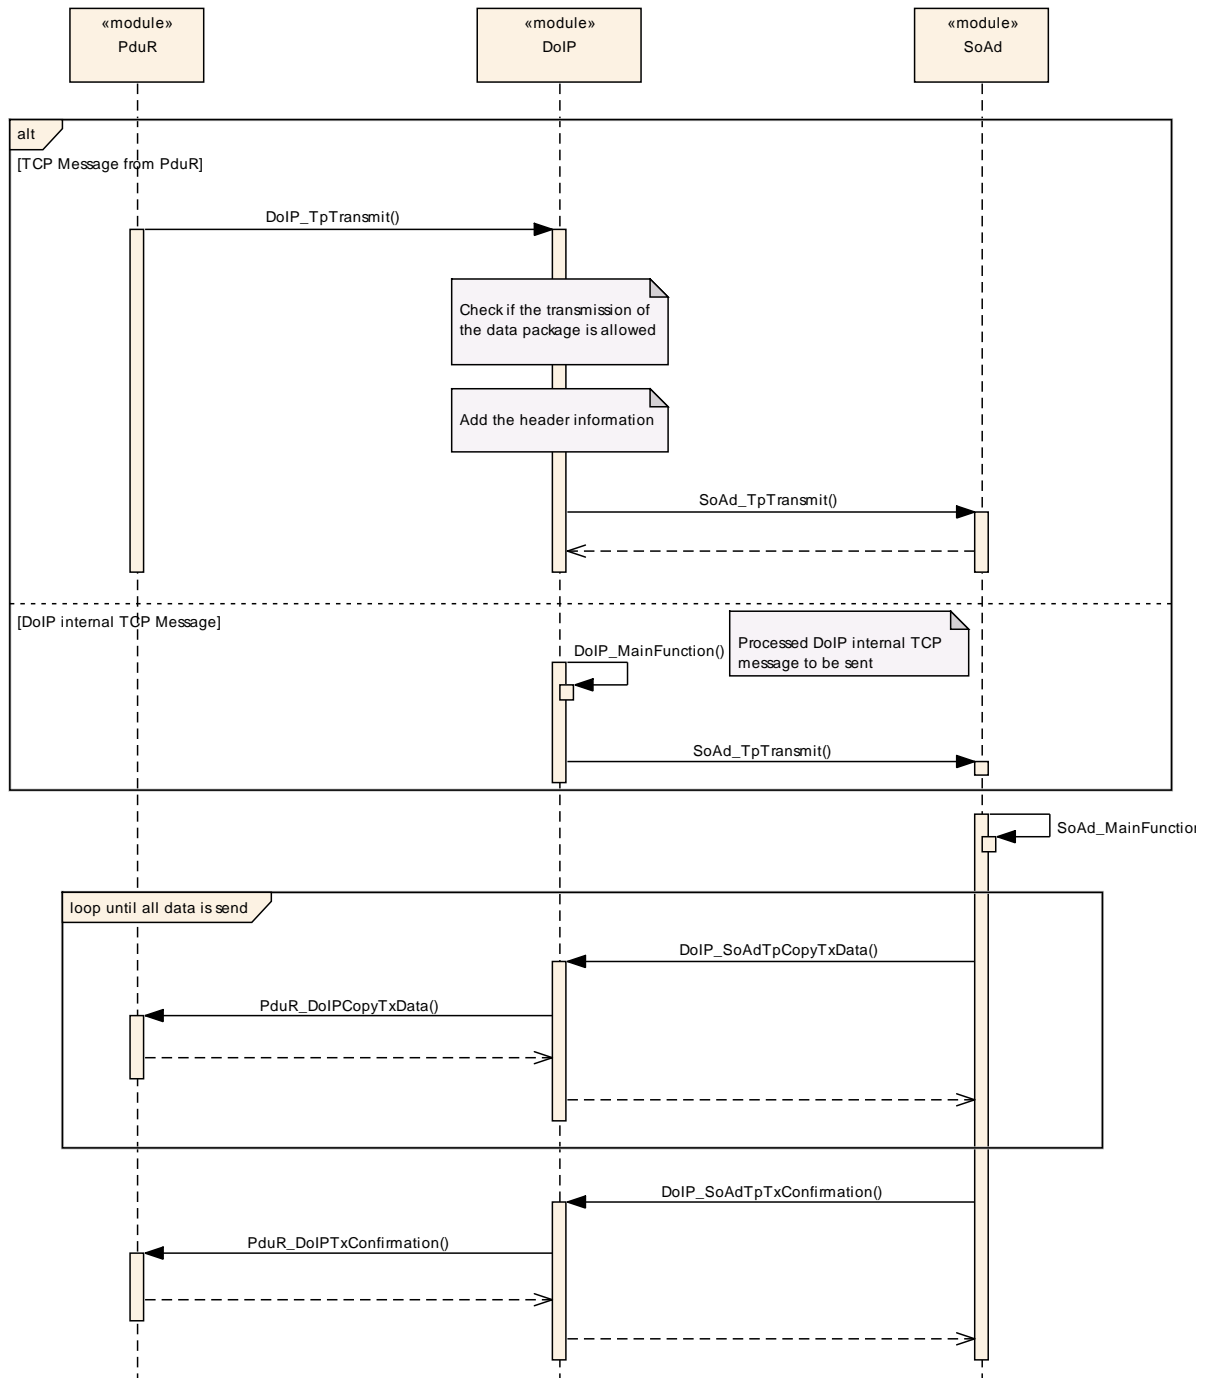 «module»
PduR
«module»
DoIP
«module»
SoAd
alt
[TCP Message from PduR]
DoIP_TpTransmit()
Check if the transmission of
the data package is allowed
Add the header information
SoAd_TpTransmit()
[DoIP internal TCP Message]
DoIP_MainFunction()
Processed DoIP internal TCP
message to be sent
SoAd_TpTransmit()
SoAd_MainFunction
loop until all data is send
DoIP_SoAdTpCopyTxData()
PduR_DoIPCopyTxData()
DoIP_SoAdTpTxConfirmation()
PduR_DoIPTxConfirmation()